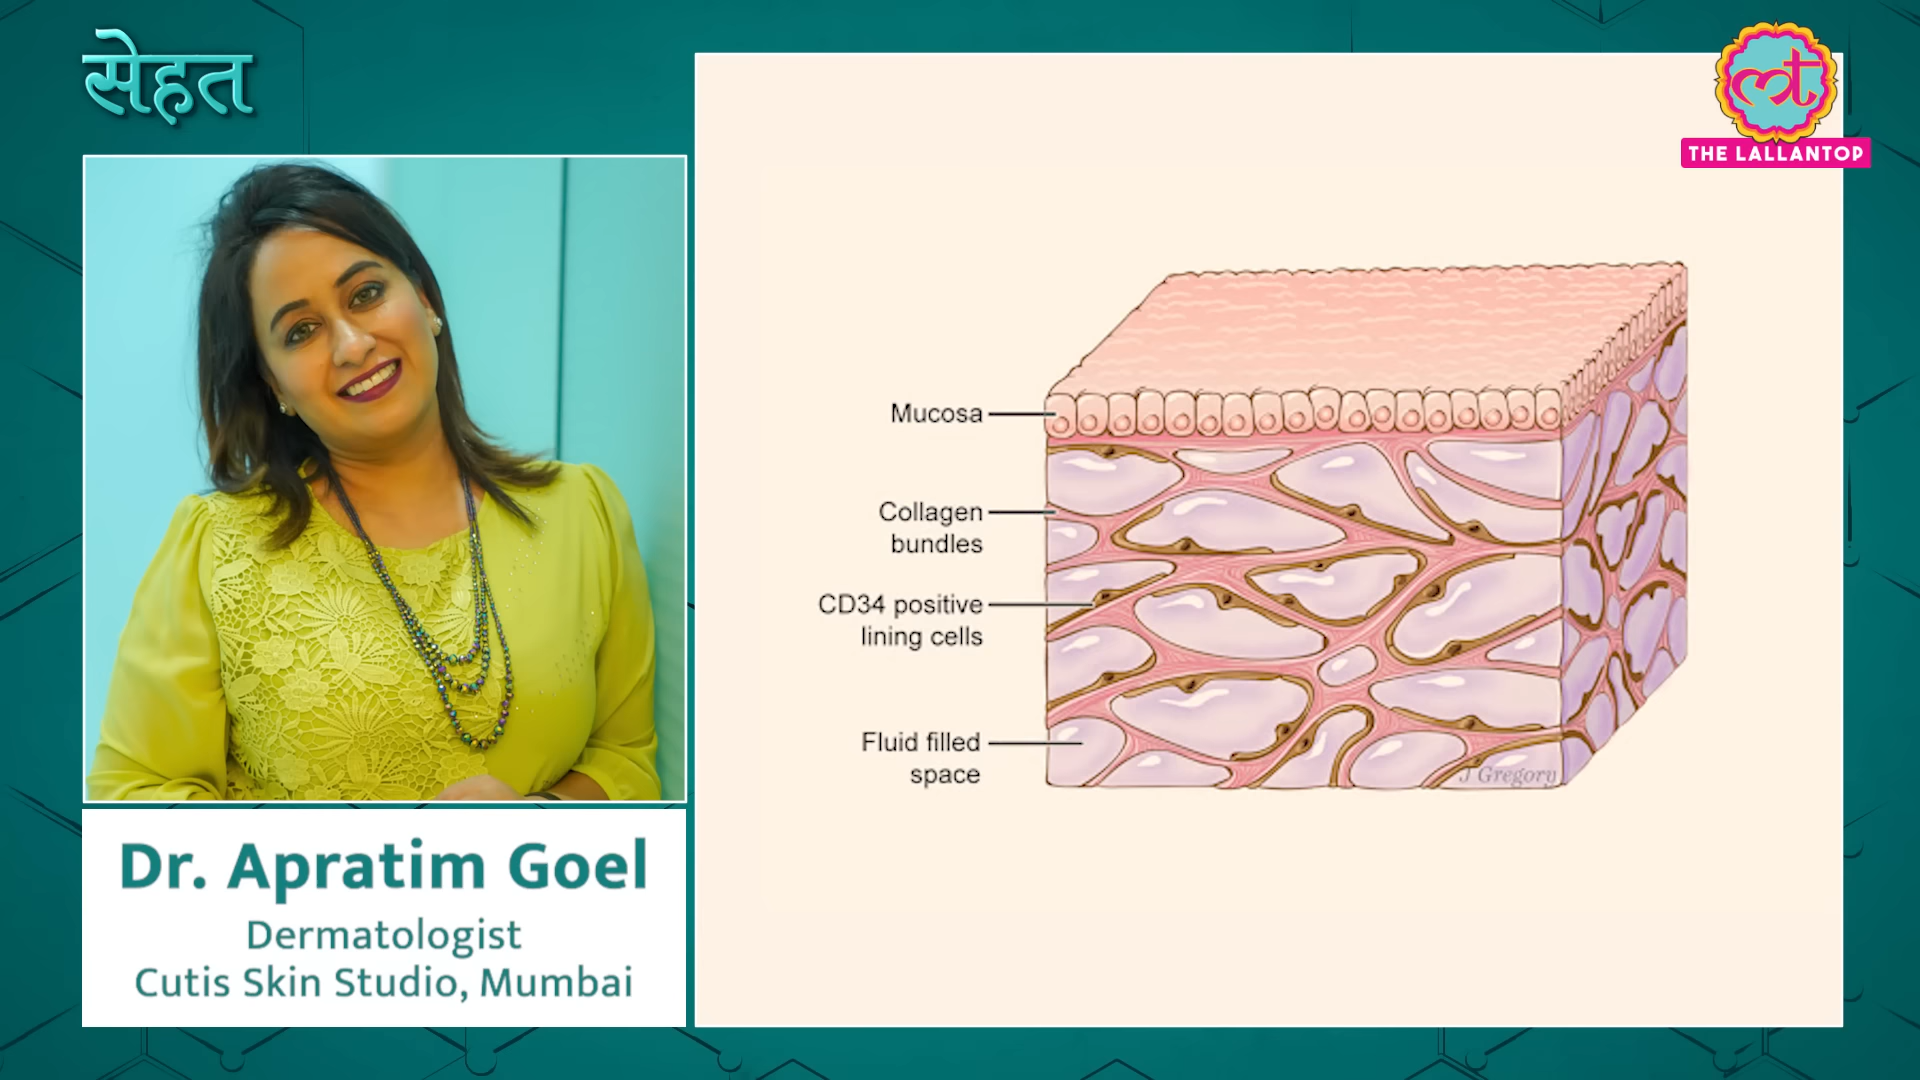 सेहत
THE LALLANTOP
Mucosa
Collagen
bundles
CD34 positive
lining cells
Fluid filled
space
J Gregory
Dr. Apratim Goel
Dermatologist
Cutis Skin Studio, Mumbai